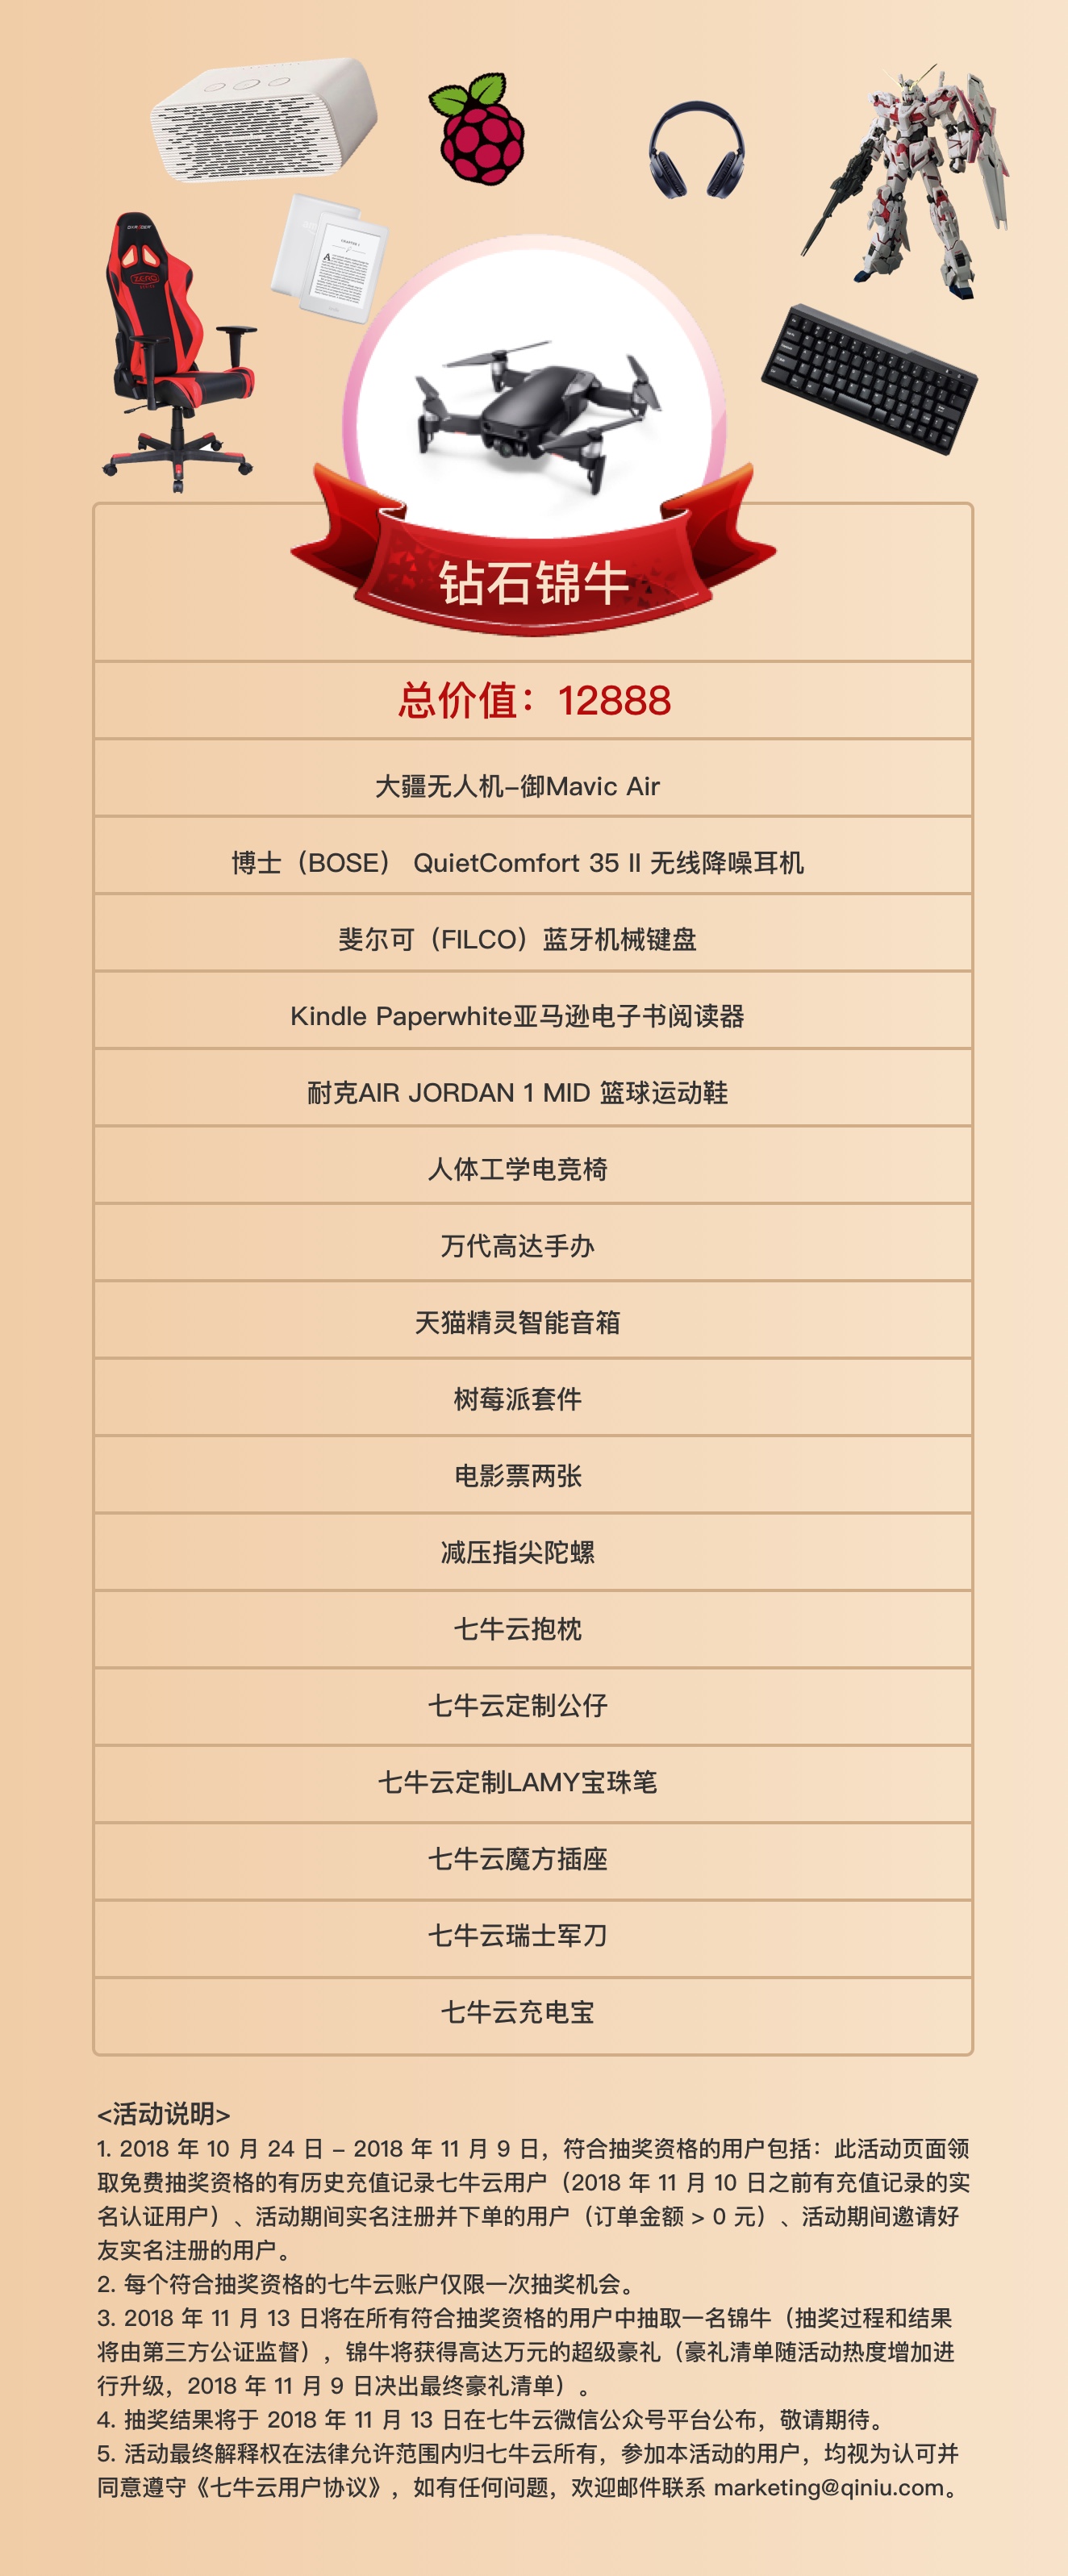 钻石锦牛
总价值：12888
大疆无人机–御Mavic Air
博士（BOSE） QuietComfort 35 II 无线降噪耳机
斐尔可（FILCO）蓝牙机械键盘
Kindle Paperwhite亚马逊电子书阅读器
耐克AIR JORDAN 1 MID 篮球运动鞋
人体工学电竞椅
万代高达手办
天猫精灵智能音箱
树莓派套件
电影票两张
减压指尖陀螺
七牛云抱枕
七牛云定制公仔
七牛云定制LAMY宝珠笔
七牛云魔方插座
七牛云瑞士军刀
七牛云充电宝
<活动说明>
1. 2018 年 10 月 24 日 – 2018 年 11 月 9 日，符合抽奖资格的用户包括：此活动页面领
取免费抽奖资格的有历史充值记录七牛云用户（2018 年 11 月 10 日之前有充值记录的实
名认证用户）、活动期间实名注册并下单的用户（订单金额 > 0 元）、活动期间邀请好
友实名注册的用户。
2. 每个符合抽奖资格的七牛云账户仅限一次抽奖机会。
3. 2018 年 11 月 13 日将在所有符合抽奖资格的用户中抽取一名锦牛（抽奖过程和结果
将由第三方公证监督），锦牛将获得高达万元的超级豪礼（豪礼清单随活动热度增加进
行升级，2018 年 11 月 9 日决出最终豪礼清单）。
4. 抽奖结果将于 2018 年 11 月 13 日在七牛云微信公众号平台公布，敬请期待。
5. 活动最终解释权在法律允许范围内归七牛云所有，参加本活动的用户，均视为认可并
同意遵守《七牛云用户协议》，如有任何问题，欢迎邮件联系 marketing@qiniu.com。